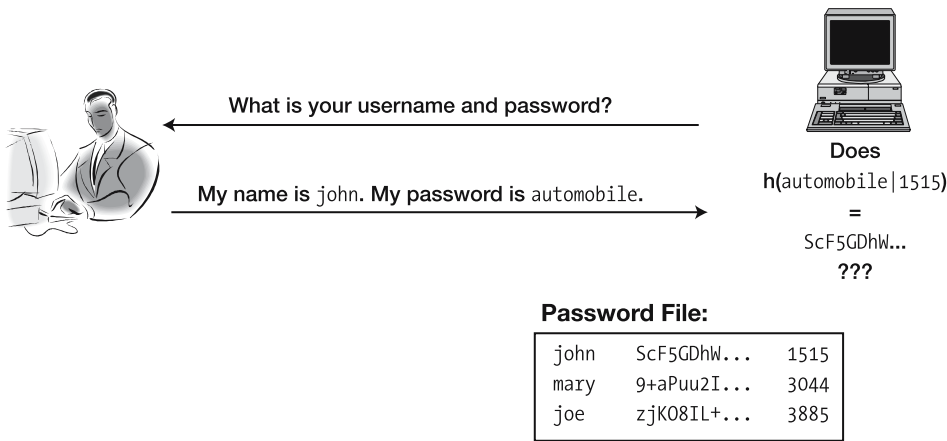 What is your username and password?
My name is john. My password is automobile.
Does
h(automobile|1515)
=
ScF5GDhW...
???
Password File:
john ScF5GDhW... 1515
mary 9+aPuu2I... 3044
joe zjKO8IL+... 3885